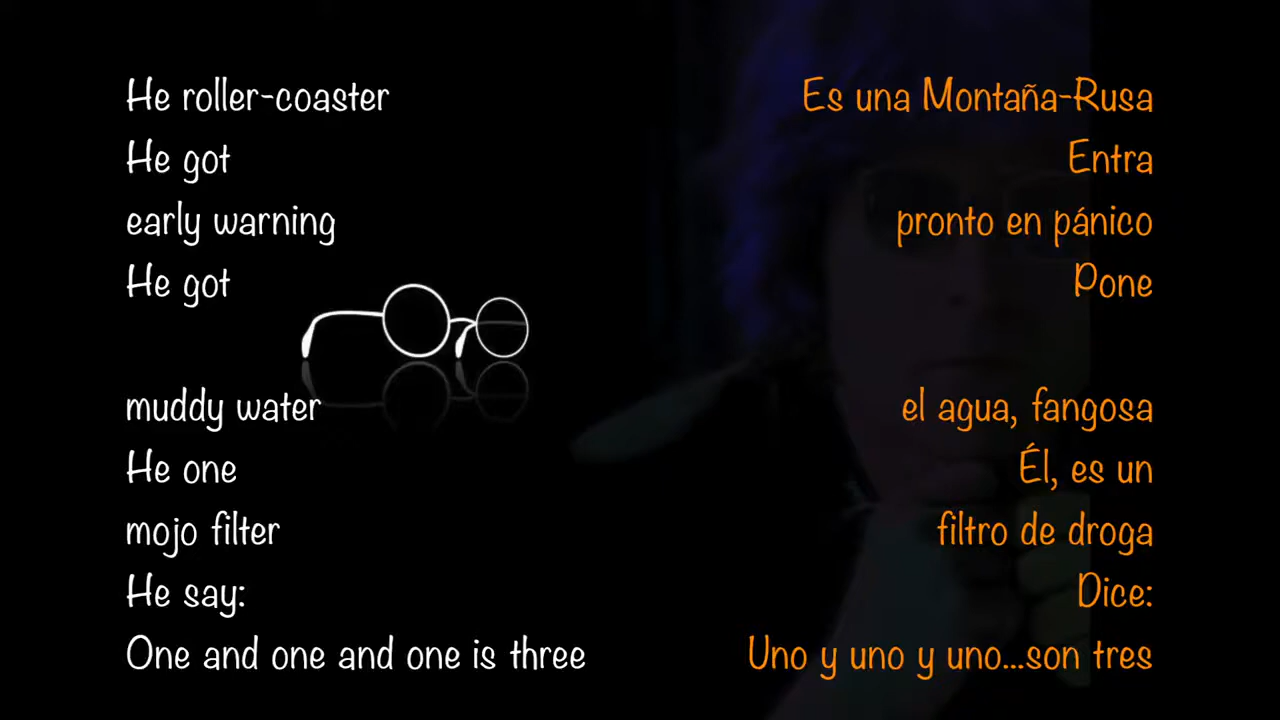 He roller-coaster
He got
early warning
He got
muddy water
He one
mojo filter
He say:
One and one and one is three
Es una Montaña-Rusa
Entra
pronto en pánico
Pone
el agua, fangosa
Él, es un
filtro de droga
Dice:
Uno y uno y uno...son tres